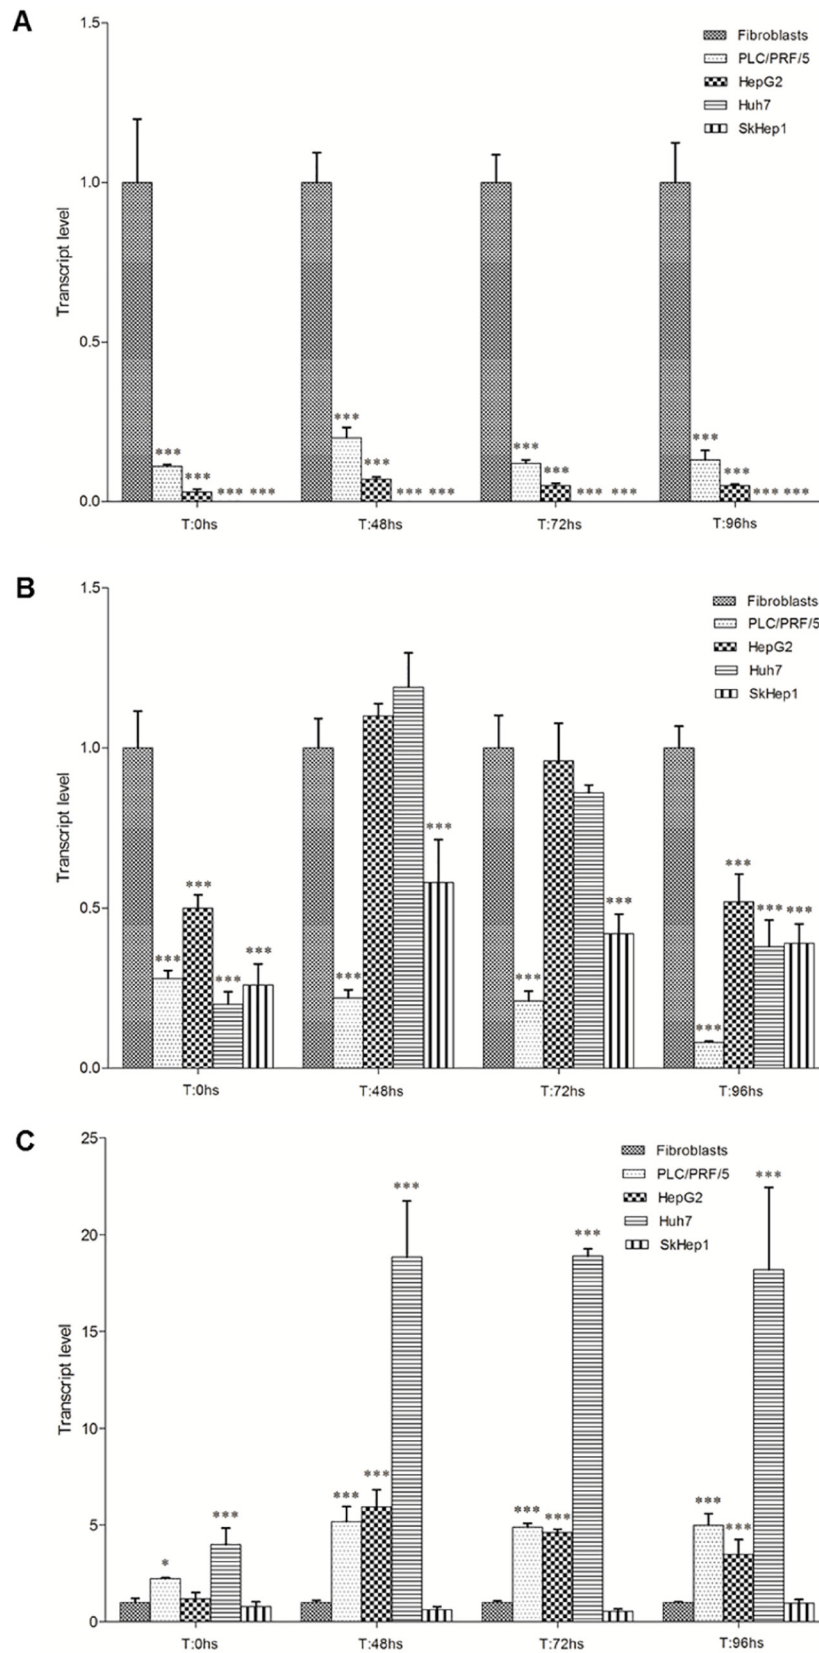 A
1.5
Fibroblasts
PLC/PRF/5
HepG2
Huh7
SkHep1
1.0
Transcript level
0.5
***
***
*** ***
***
***
*** ***
***
***
*** ***
***
***
*** ***
0.0
T:0hs T:48hs T:72hs T:96hs
B
1.5
Fibroblasts
PLC/PRF/5
HepG2
Huh7
SkHep1
1.0
Transcript level
0.5
***
***
***
***
***
***
***
***
***
***
***
***
0.0
T:0hs T:48hs T:72hs T:96hs
C
25
Fibroblasts
PLC/PRF/5
HepG2
Huh7
SkHep1
20
15
Transcript level
10
5
0
*
***
***
***
***
***
***
***
***
***
***
T:0hs T:48hs T:72hs T:96hs